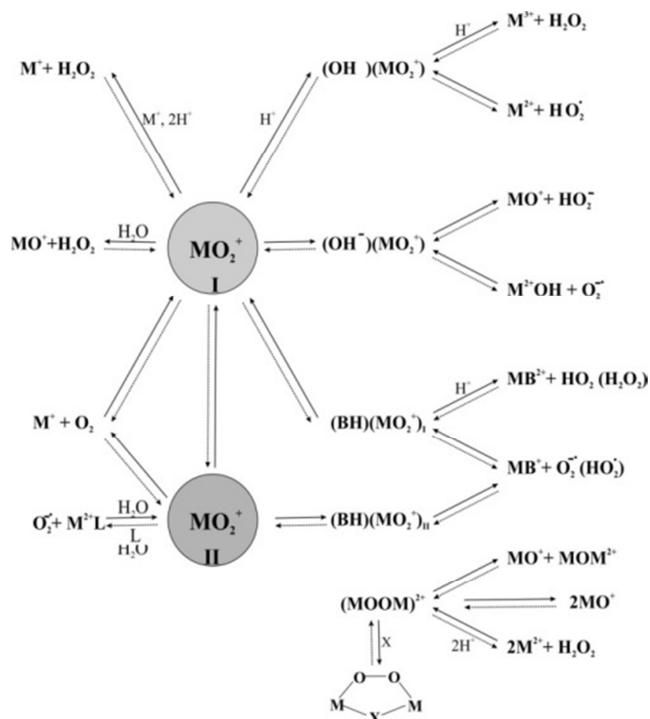 M⁺ + H₂O₂
M⁺, 2H⁺
H⁺
(OH )(MO₂⁺)
H⁺
M³⁺ + H₂O₂
M²⁺ + HO₂•
MO⁺ + H₂O₂
H₂O
MO₂⁺
I
(OH⁻)(MO₂⁺)
MO⁺ + HO₂⁻
M²⁺OH + O₂⁻•
M⁺ + O₂
(BH)(MO₂⁺)I
H⁺
MB²⁺ + HO₂ (H₂O₂)
MB⁺ + O₂⁻• (HO₂•)
O₂⁻• + M²⁺L
H₂O
L
H₂O
MO₂⁺
II
(BH)(MO₂⁺)II
(MOOM)²⁺
MO⁺ + MOM²⁺
2MO⁺
2H⁺
2M²⁺ + H₂O₂
X
O—O
M M
X